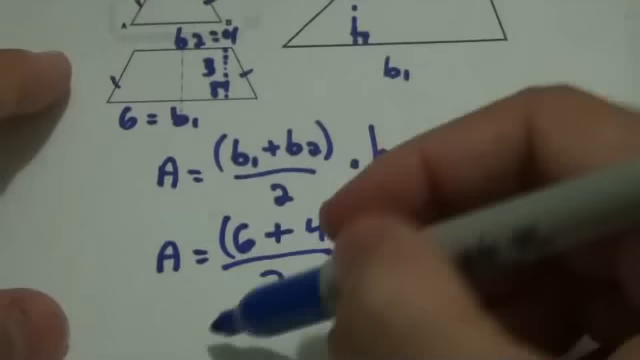 A B
b2=4
h
3
b₁
6 = b₁
A = (b₁+b2)/2 · h
A = (6 + 4
2